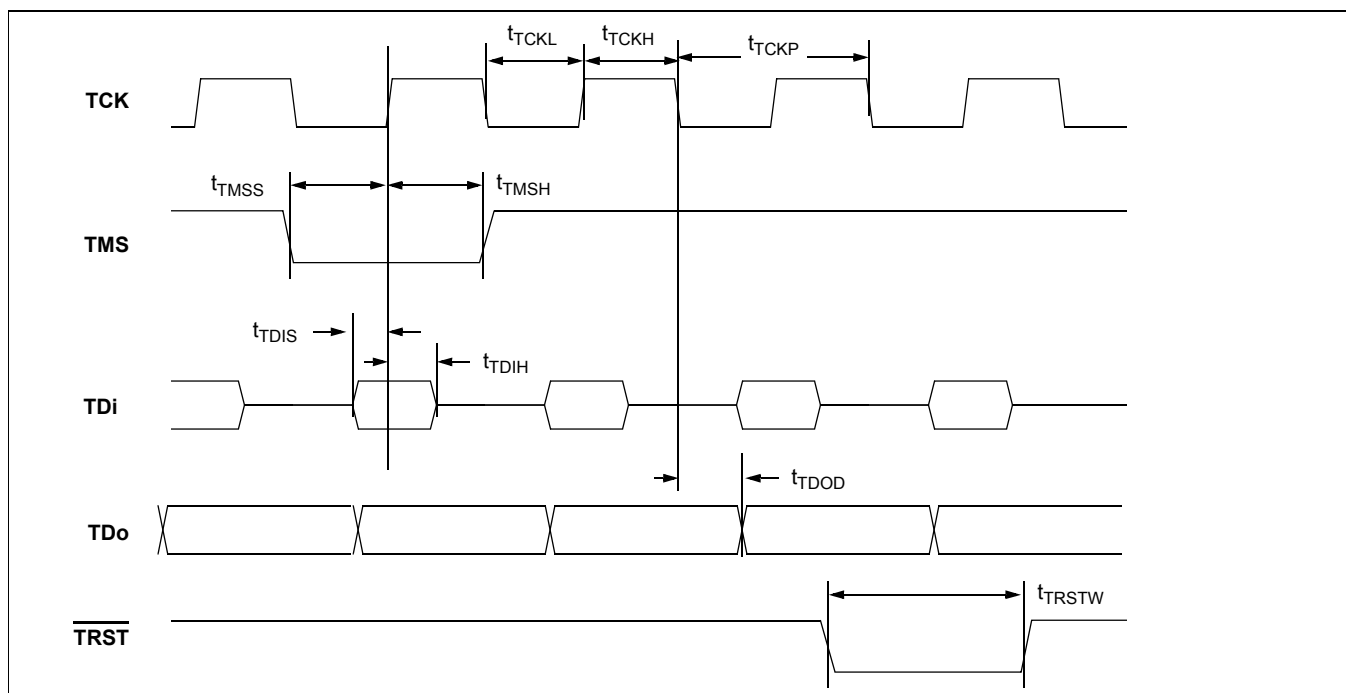 tTCKL tTCKH tTCKP
TCK
tTMSS tTMSH
TMS
tTDIS
tTDIH
TDi
tTDOD
TDo
tTRSTW
TRST